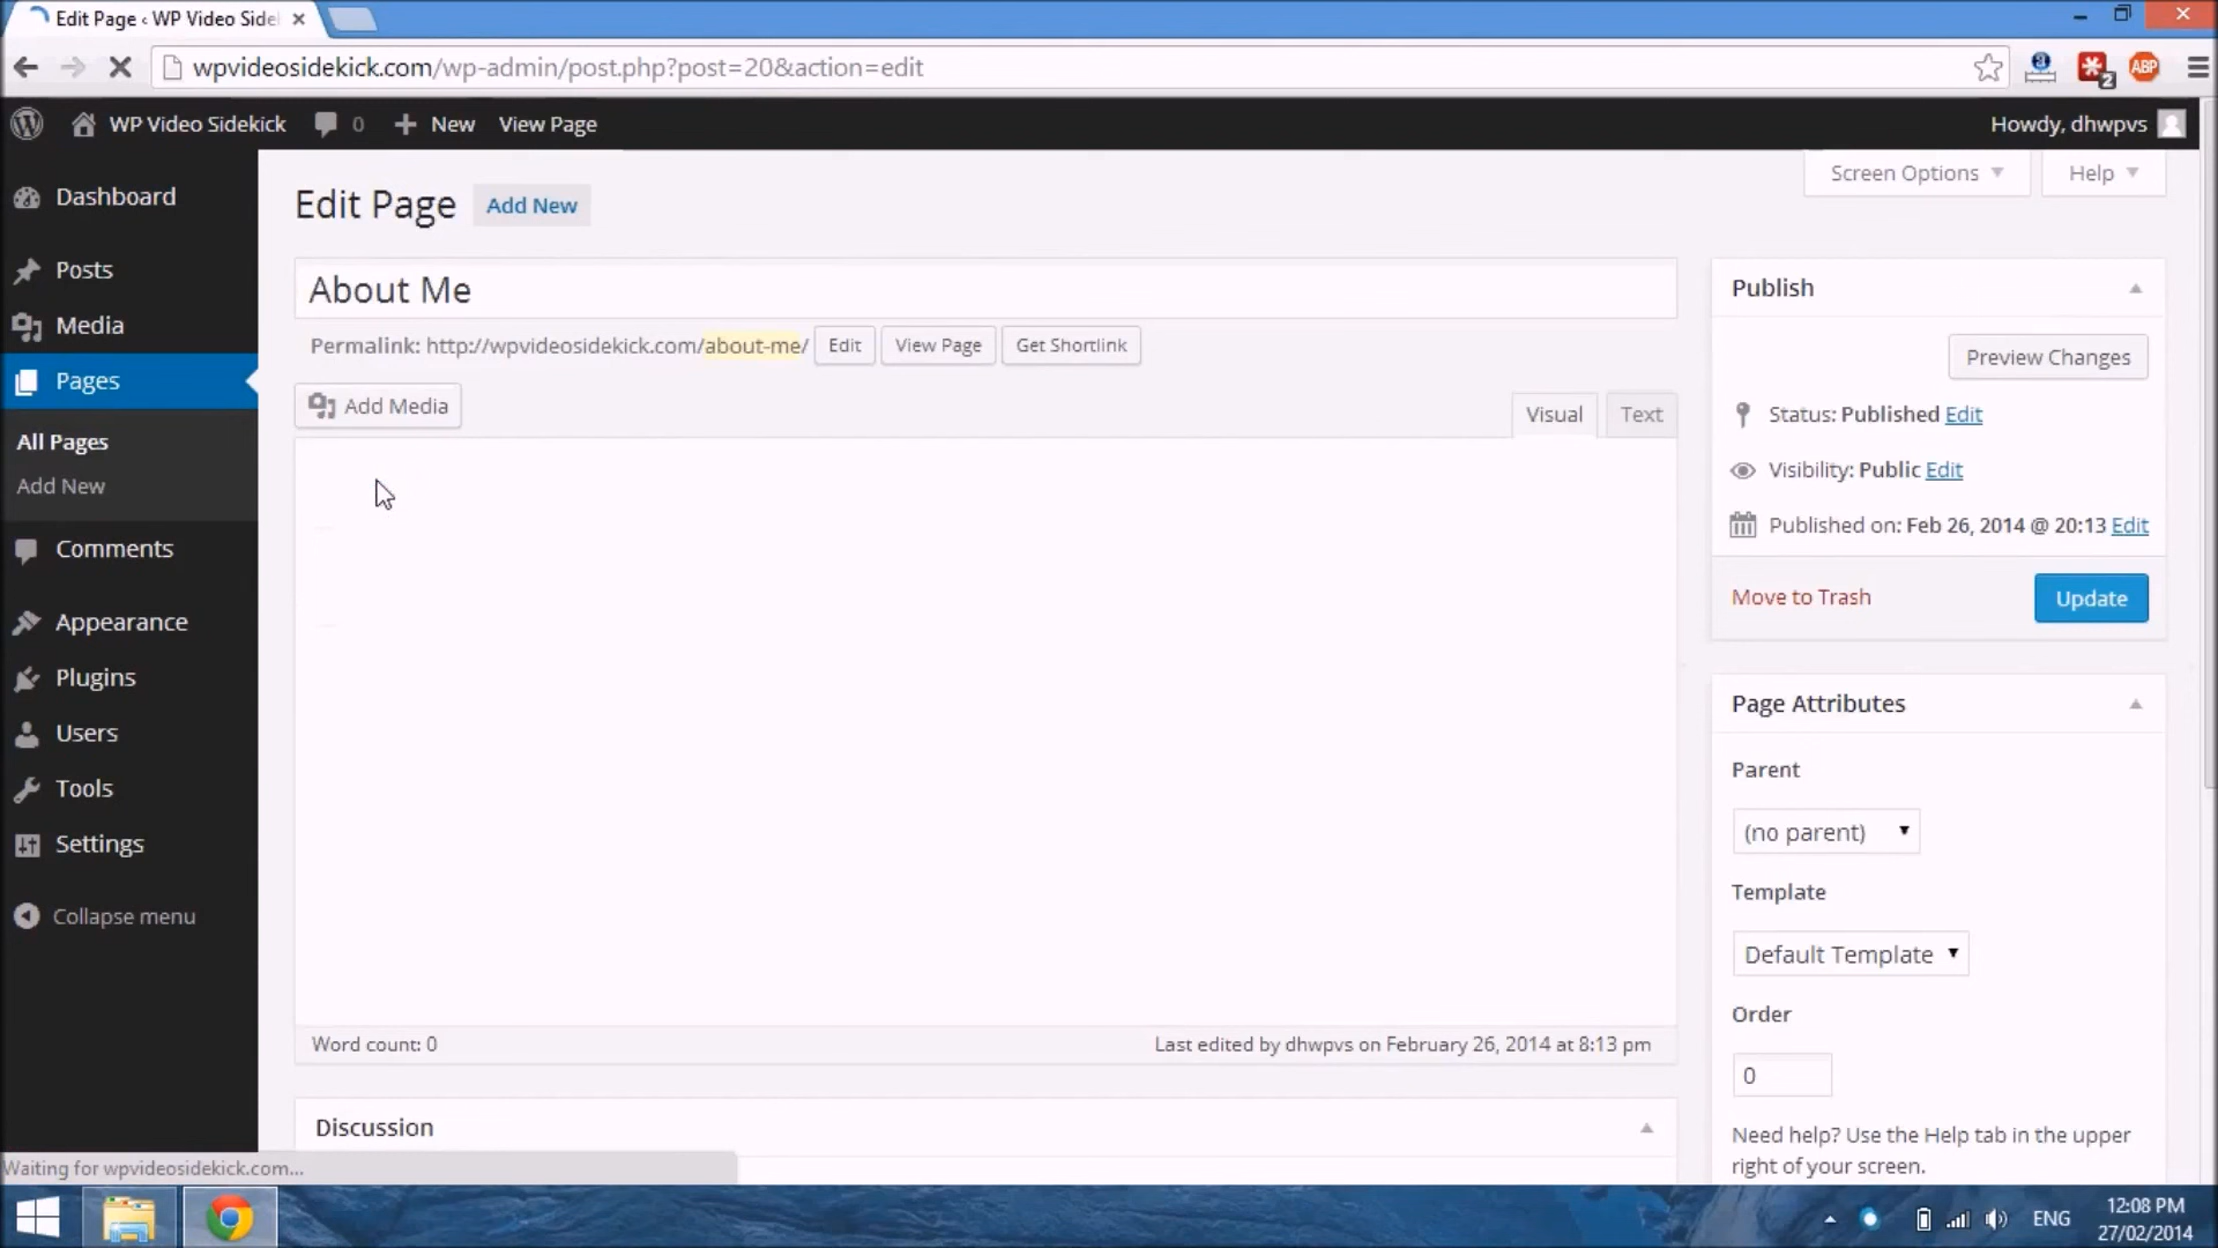 Edit Page ‹ WP Video Side
wpvideosidekick.com/wp-admin/post.php?post=20&action=edit
ABP
2
WP Video Sidekick 0 New View Page Howdy, dhwpvs
Screen Options Help
Dashboard
Posts
Media
Pages
All Pages
Add New
Comments
Appearance
Plugins
Users
Tools
Settings
Collapse menu
Edit Page Add New
About Me
Permalink: http://wpvideosidekick.com/about-me/ Edit View Page Get Shortlink
Add Media
Visual Text
Word count: 0 Last edited by dhwpvs on February 26, 2014 at 8:13 pm
Discussion
Publish
Preview Changes
Status: Published Edit
Visibility: Public Edit
Published on: Feb 26, 2014 @ 20:13 Edit
Move to Trash Update
Page Attributes
Parent
(no parent)
Template
Default Template
Order
0
Need help? Use the Help tab in the upper
right of your screen.
Waiting for wpvideosidekick.com...
ENG
12:08 PM
27/02/2014